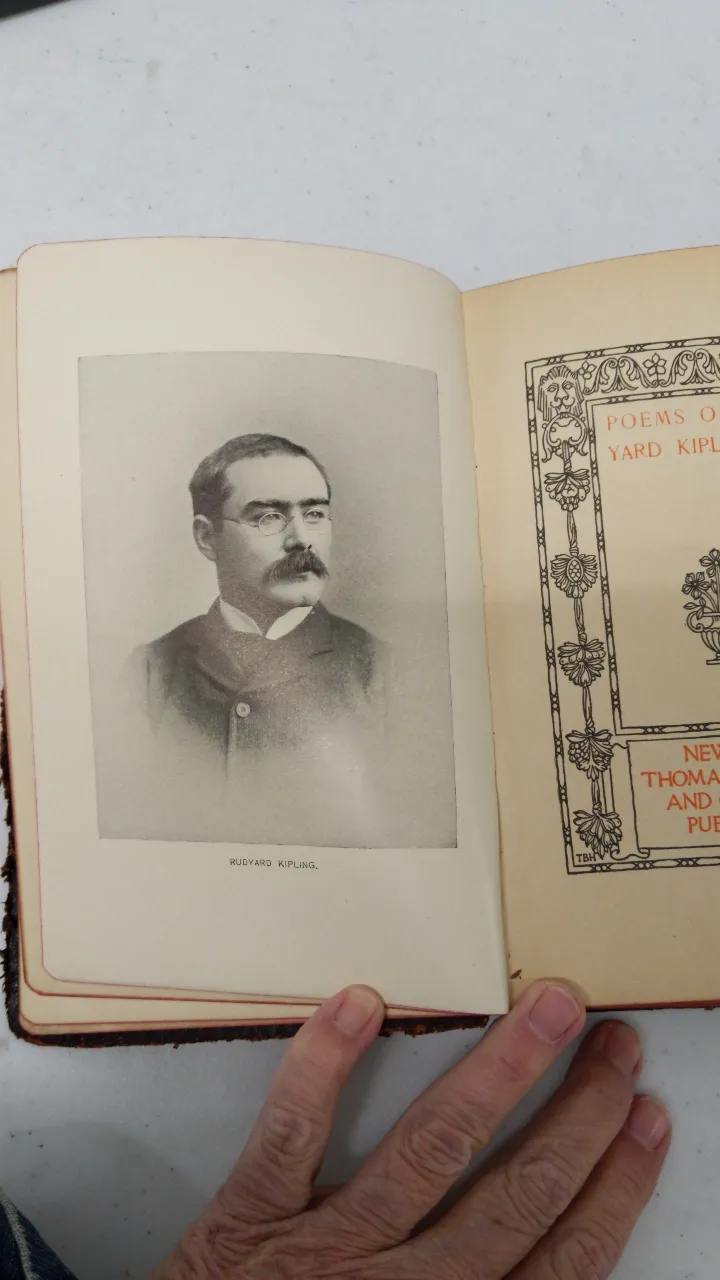 RUDYARD KIPLING.
POEMS O
YARD KIPL
NEW
THOMA
AND
PUB
TBH